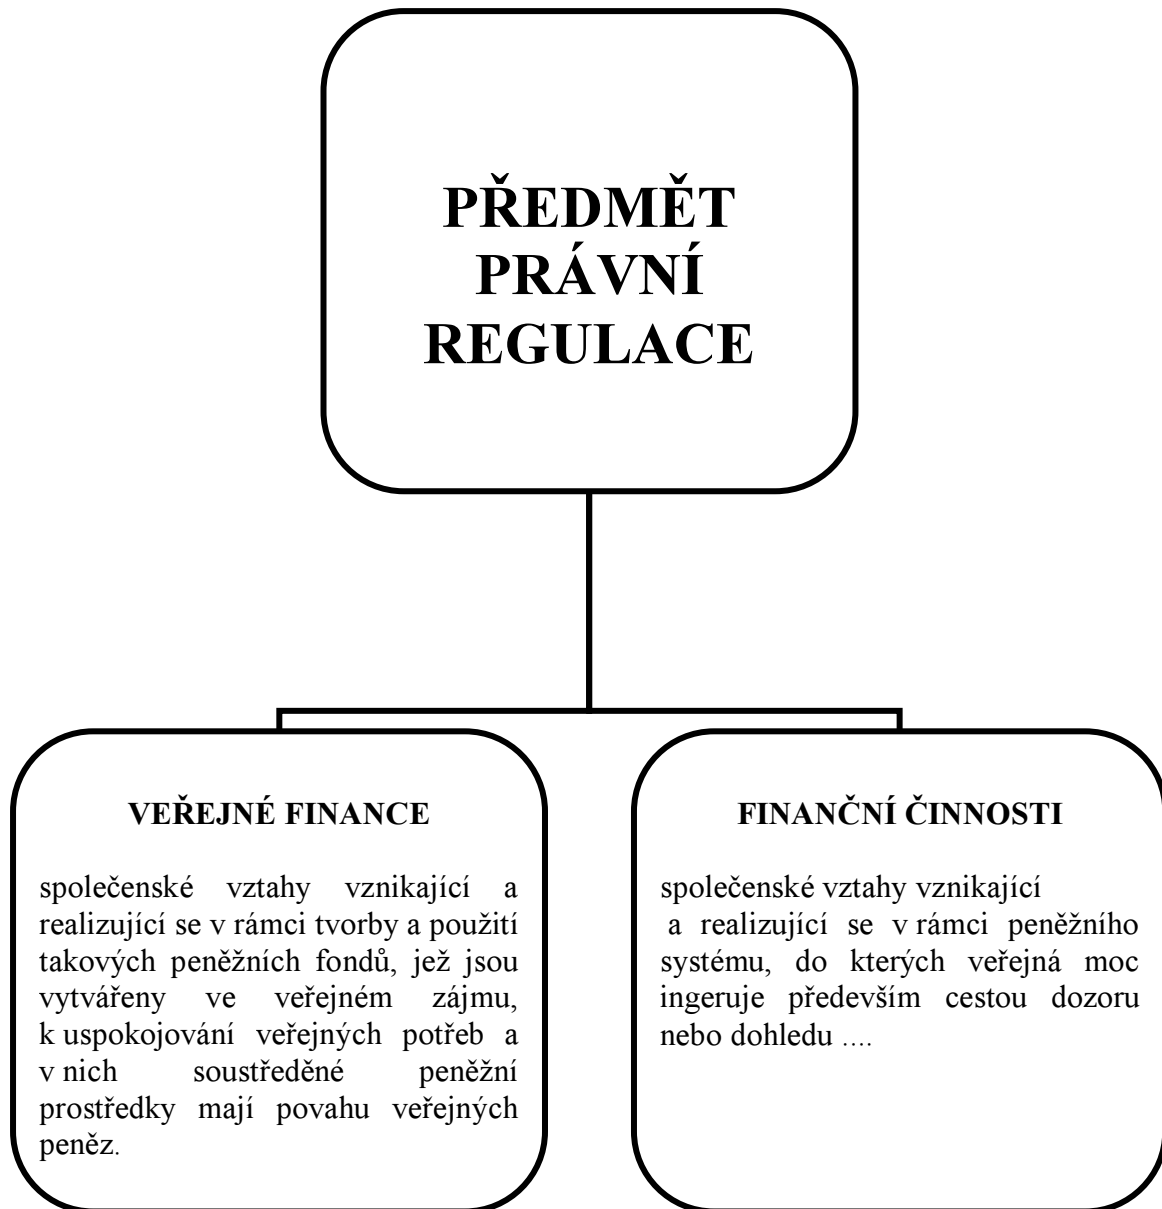 PŘEDMĚT
PRÁVNÍ
REGULACE
VEŘEJNÉ FINANCE
společenské vztahy vznikající a
realizující se v rámci tvorby a použití
takových peněžních fondů, jež jsou
vytvářeny ve veřejném zájmu,
k uspokojování veřejných potřeb a
v nich soustředěné peněžní
prostředky mají povahu veřejných
peněz.
FINANČNÍ ČINNOSTI
společenské vztahy vznikající
a realizující se v rámci peněžního
systému, do kterých veřejná moc
ingeruje především cestou dozoru
nebo dohledu ....